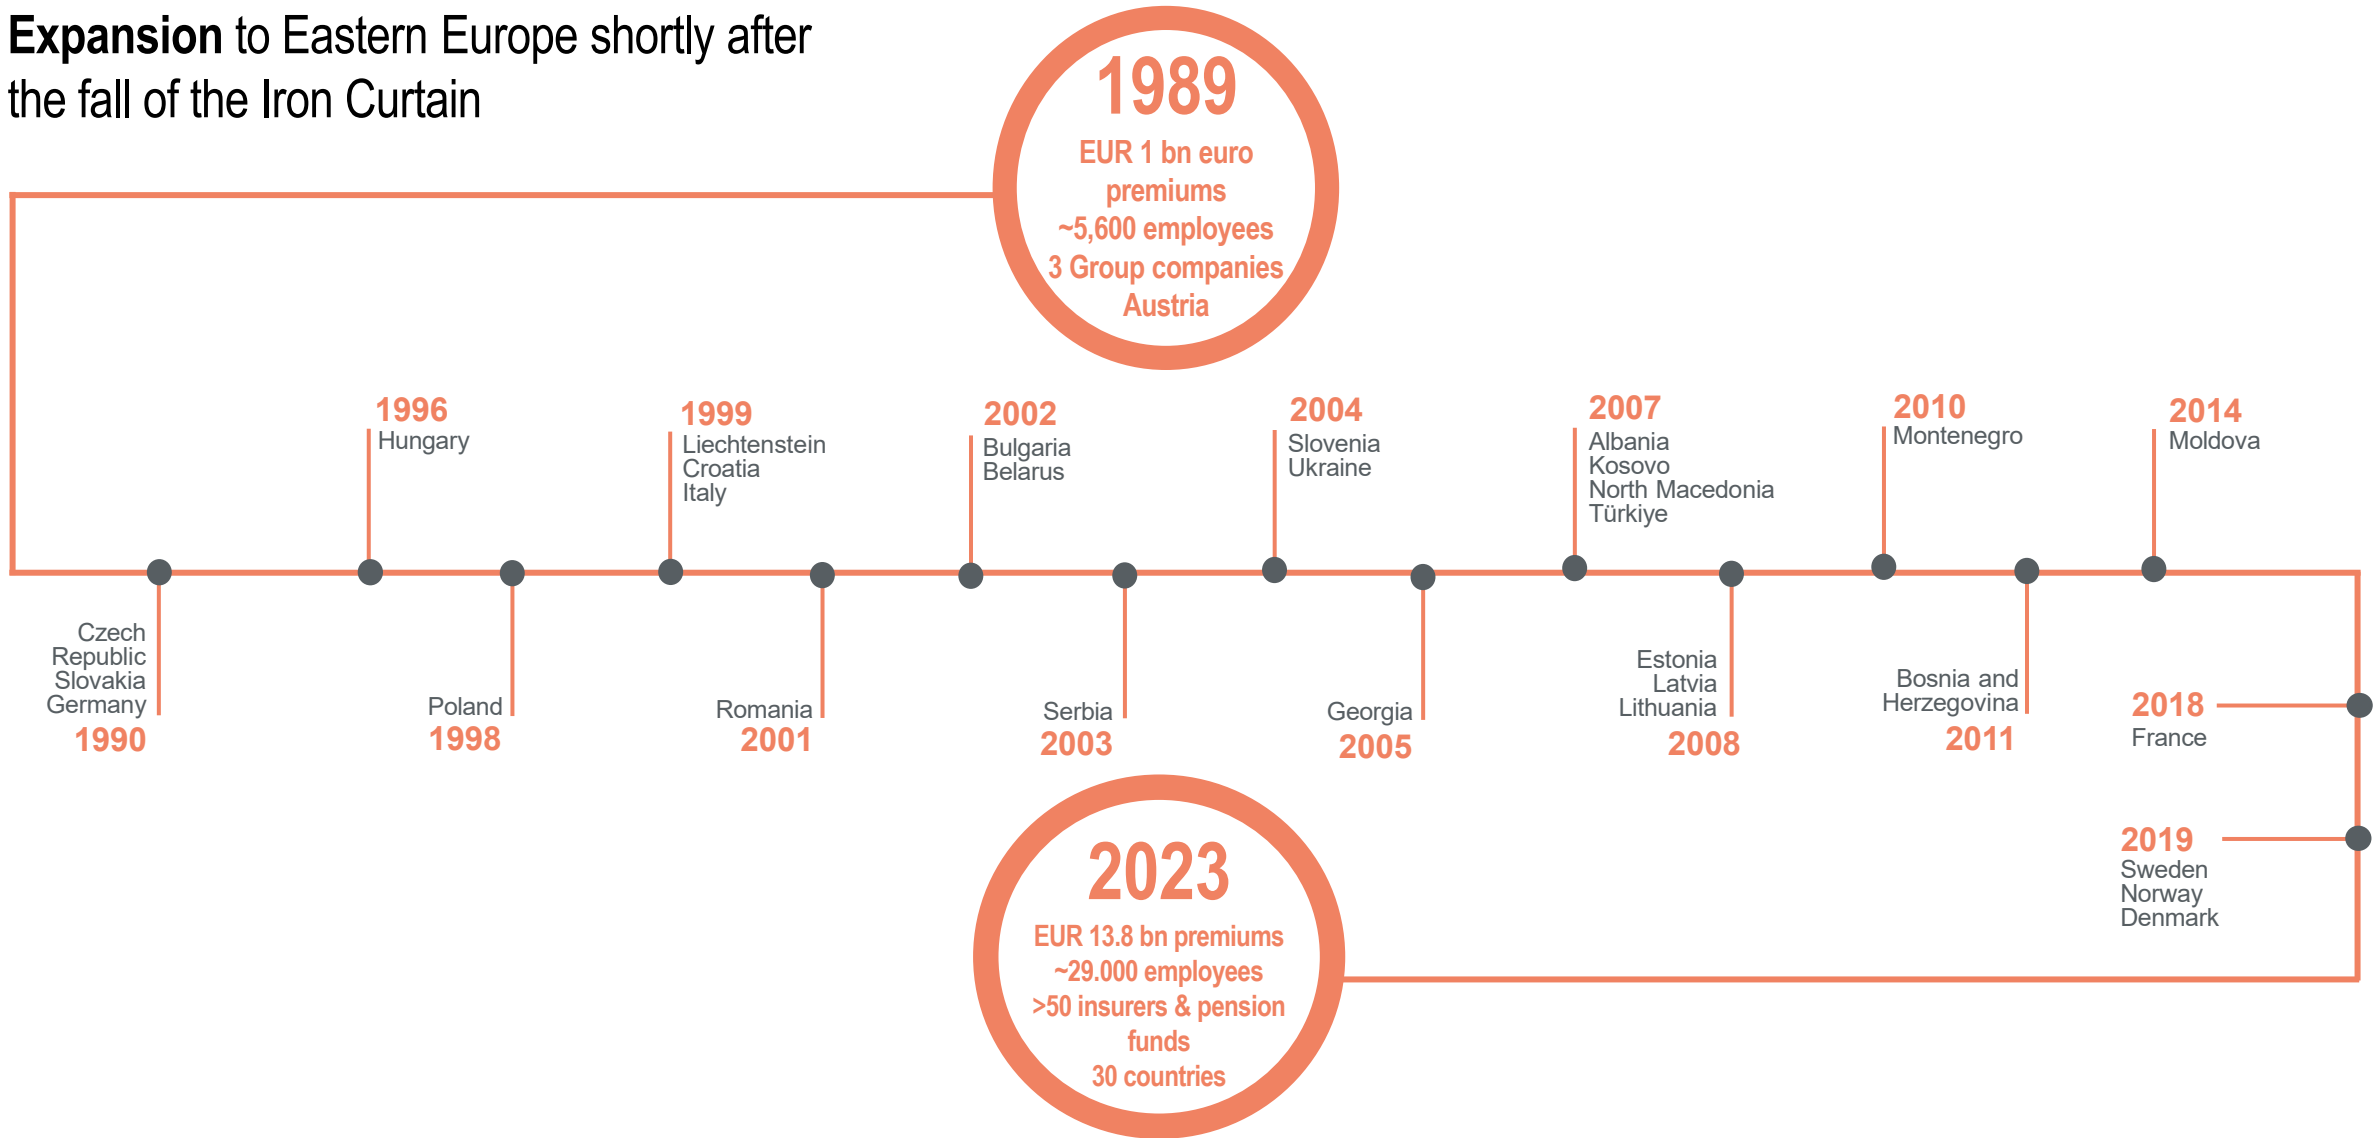 Expansion to Eastern Europe shortly after
the fall of the Iron Curtain
1989
EUR 1 bn euro
premiums
~5,600 employees
3 Group companies
Austria
1996
Hungary
1999
Liechtenstein
Croatia
Italy
2002
Bulgaria
Belarus
2004
Slovenia
Ukraine
2007
Albania
Kosovo
North Macedonia
Türkiye
2010
Montenegro
2014
Moldova
Czech
Republic
Slovakia
Germany
1990
Poland
1998
Romania
2001
Serbia
2003
Georgia
2005
Estonia
Latvia
Lithuania
2008
Bosnia and
Herzegovina
2011
2018
France
2019
Sweden
Norway
Denmark
2023
EUR 13.8 bn premiums
~29.000 employees
>50 insurers & pension
funds
30 countries